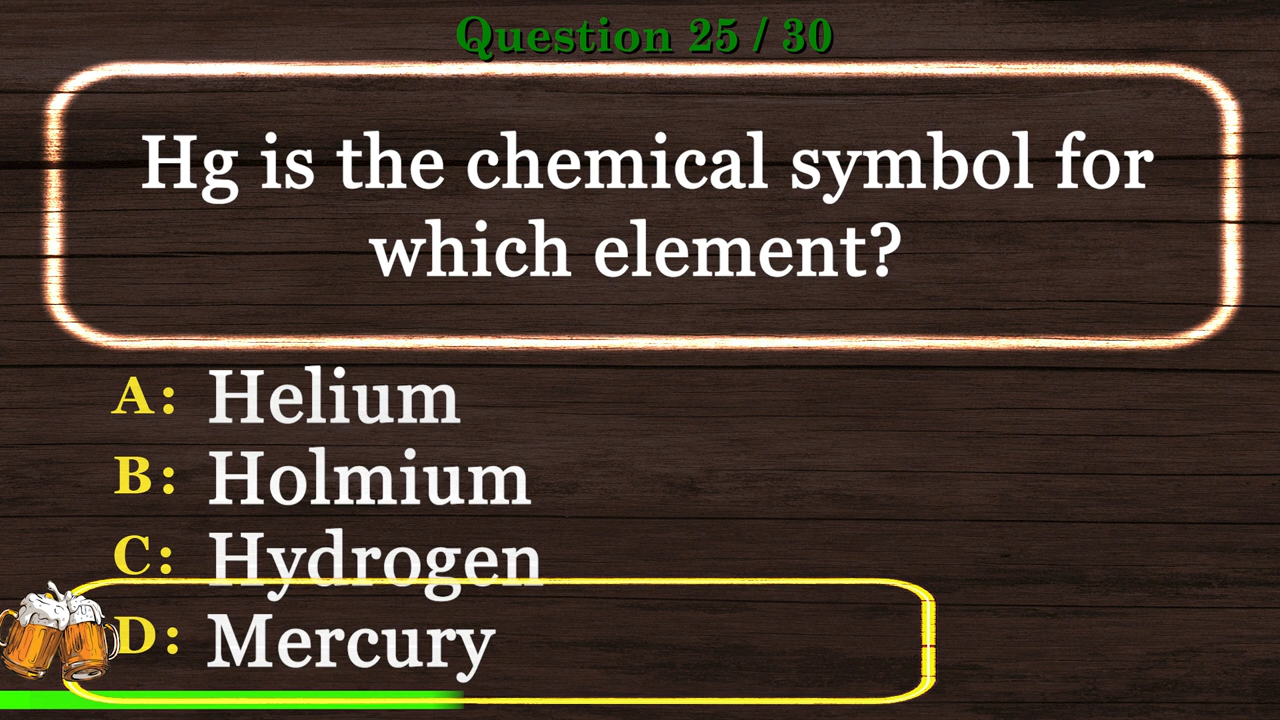 Question 25 / 30
Hg is the chemical symbol for
which element?
A: Helium
B: Holmium
C: Hydrogen
D: Mercury